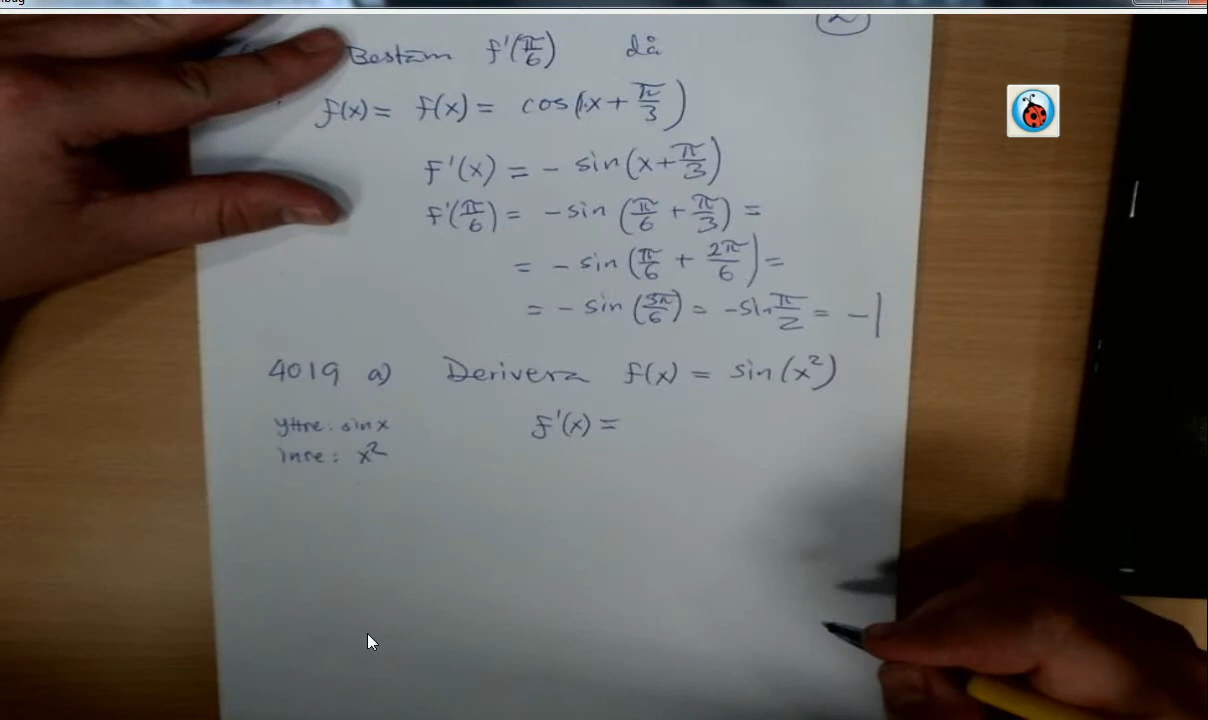 Bestäm f'(π/6) då
f(x) = f(x) = cos(1x + π/3)
f'(x) = - sin(x + π/3)
f'(π/6) = - sin(π/6 + π/3) =
= - sin(π/6 + 2π/6) =
= - sin(3π/6) = - sin π/2 = -1
4019 a) Derivera f(x) = sin(x²)
yttre: sin x f'(x) =
inre: x²